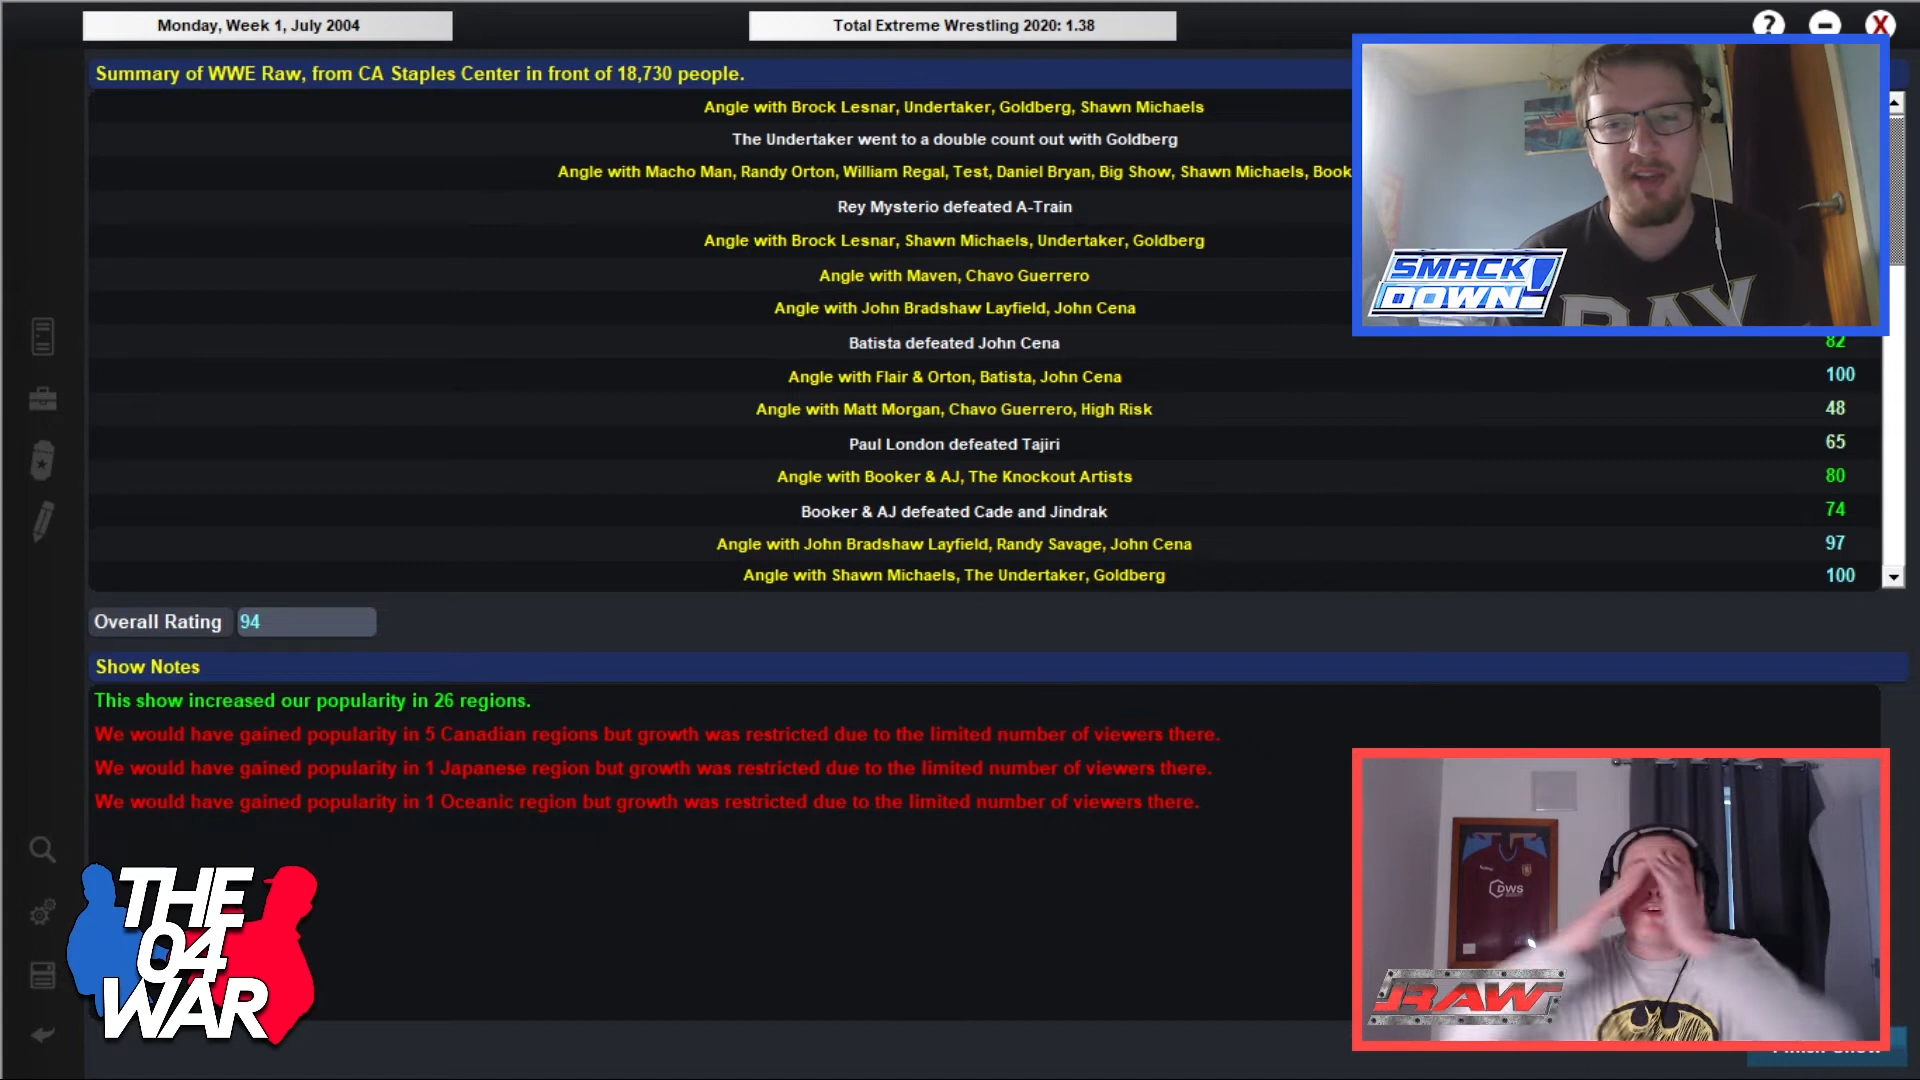 Monday, Week 1, July 2004
Total Extreme Wrestling 2020: 1.38
?
X
Summary of WWE Raw, from CA Staples Center in front of 18,730 people.
Angle with Brock Lesnar, Undertaker, Goldberg, Shawn Michaels
The Undertaker went to a double count out with Goldberg
Angle with Macho Man, Randy Orton, William Regal, Test, Daniel Bryan, Big Show, Shawn Michaels, Book
Rey Mysterio defeated A-Train
Angle with Brock Lesnar, Shawn Michaels, Undertaker, Goldberg
Angle with Maven, Chavo Guerrero
Angle with John Bradshaw Layfield, John Cena
Batista defeated John Cena 82
Angle with Flair & Orton, Batista, John Cena 100
Angle with Matt Morgan, Chavo Guerrero, High Risk 48
Paul London defeated Tajiri 65
Angle with Booker & AJ, The Knockout Artists 80
Booker & AJ defeated Cade and Jindrak 74
Angle with John Bradshaw Layfield, Randy Savage, John Cena 97
Angle with Shawn Michaels, The Undertaker, Goldberg 100
SMACK
DOWN!
BAY
Overall Rating 94
Show Notes
This show increased our popularity in 26 regions.
We would have gained popularity in 5 Canadian regions but growth was restricted due to the limited number of viewers there.
We would have gained popularity in 1 Japanese region but growth was restricted due to the limited number of viewers there.
We would have gained popularity in 1 Oceanic region but growth was restricted due to the limited number of viewers there.
THE
04
WAR
DWS
RAW